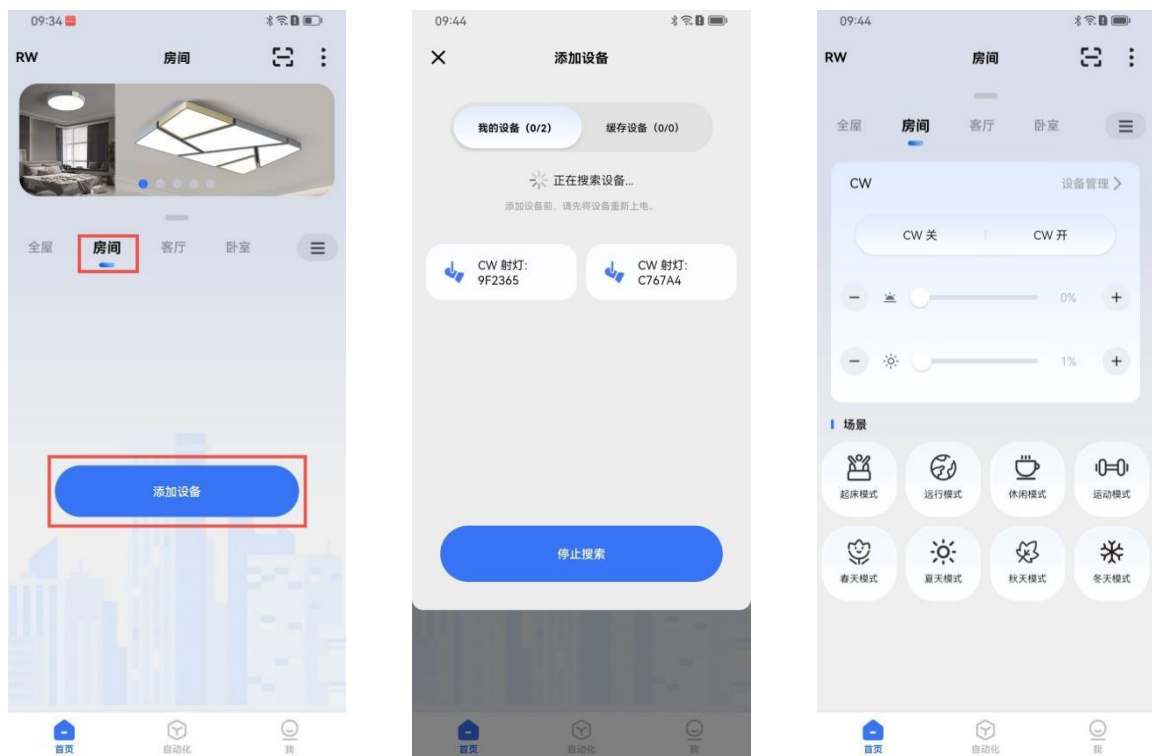 09:34
RW
房间
全屋
房间
客厅
卧室
添加设备
首页
自动化
我
09:44
添加设备
我的设备（0/2）
缓存设备（0/0）
正在搜索设备...
添加设备前，请先将设备重新上电。
CW 射灯:
9F2365
CW 射灯:
C767A4
停止搜索
首页
自动化
我
09:44
RW
房间
全屋
房间
客厅
卧室
CW
设备管理
CW 关
CW 开
0%
1%
场景
起床模式
远行模式
休闲模式
运动模式
春天模式
夏天模式
秋天模式
冬天模式
首页
自动化
我